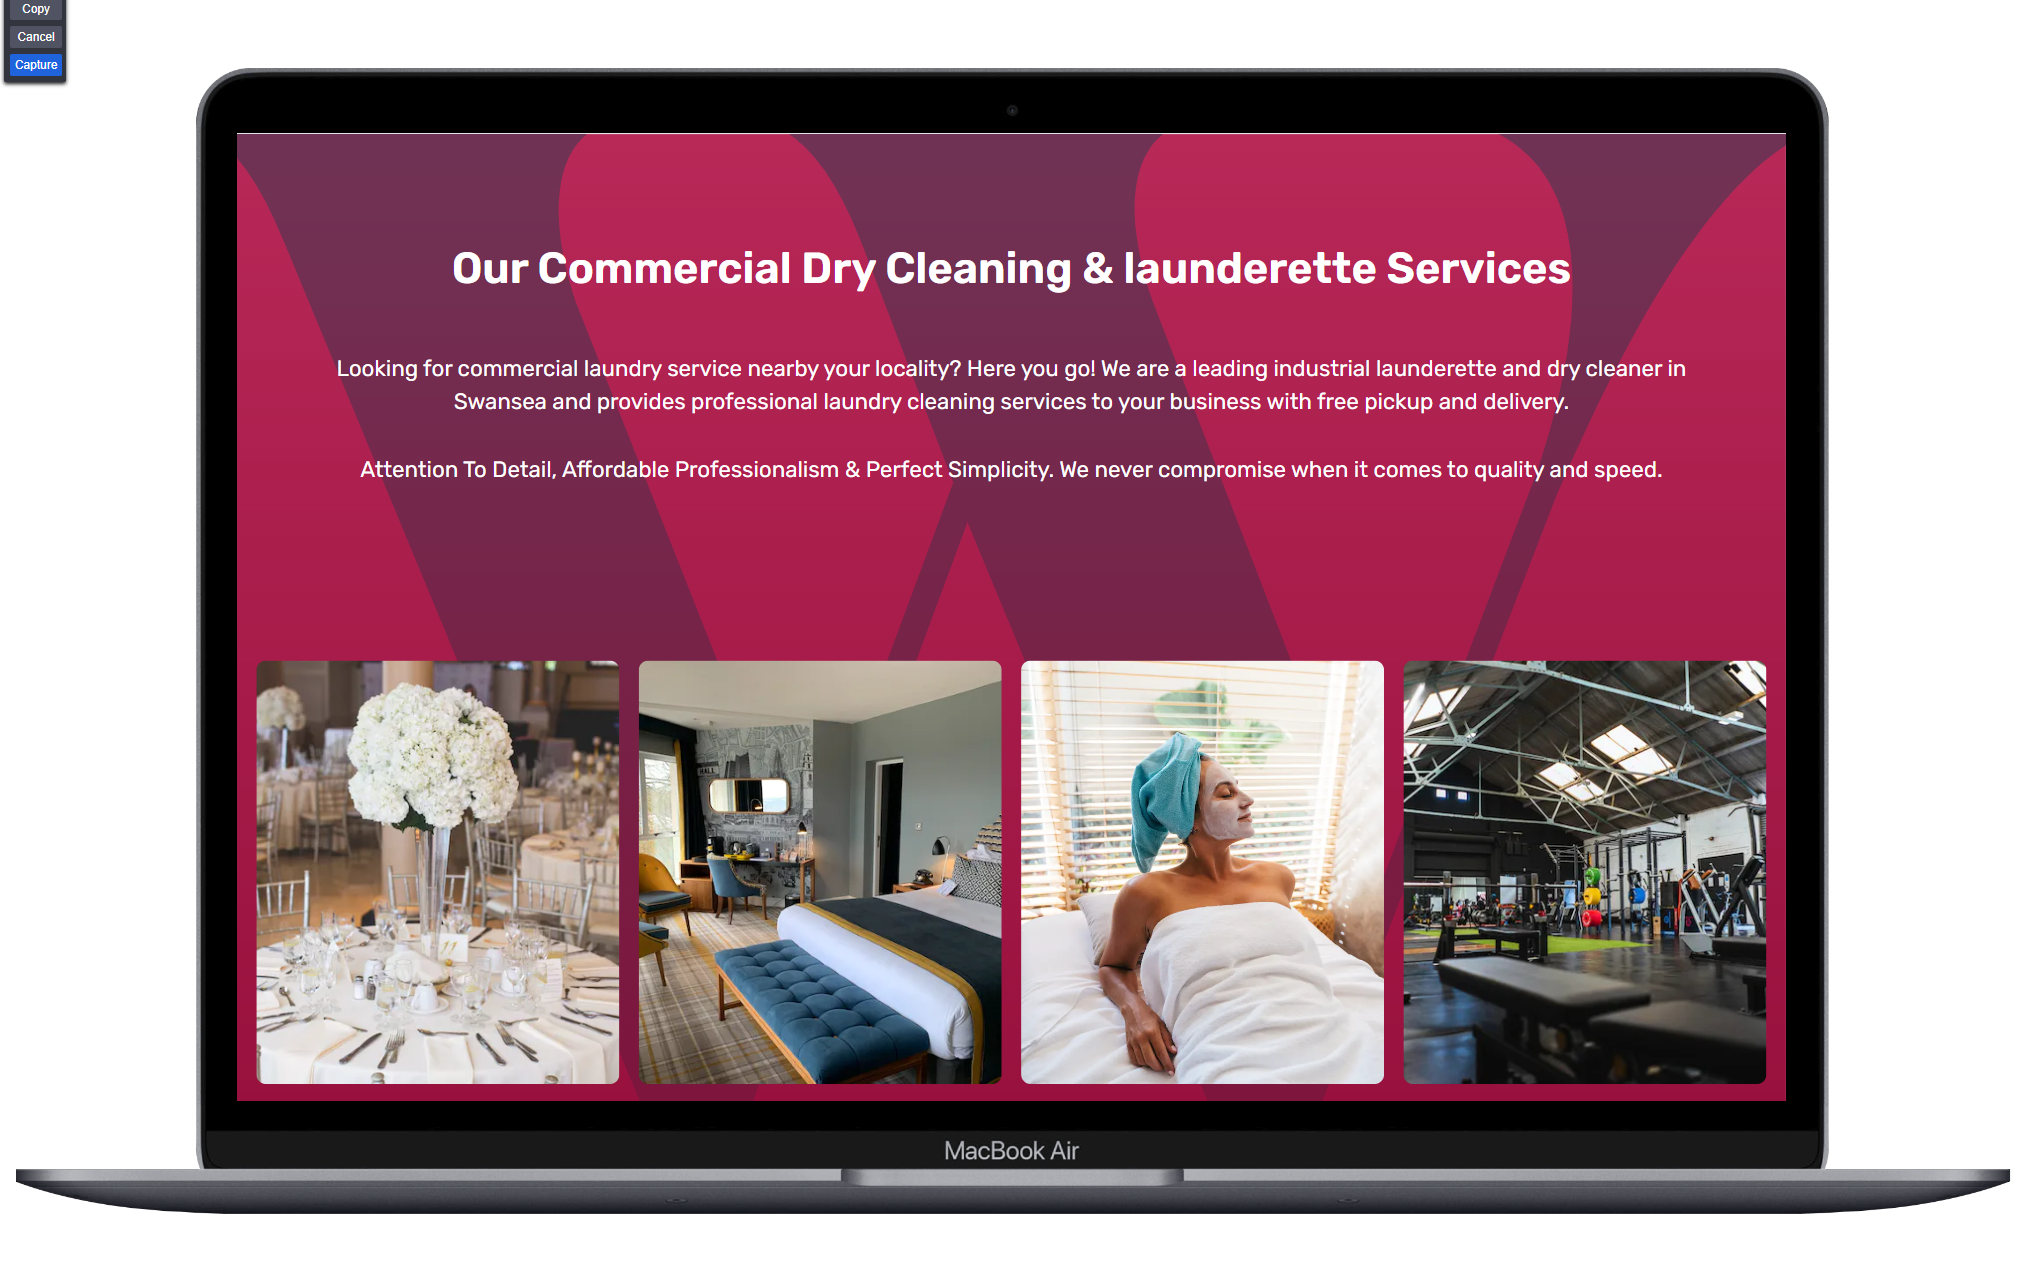 Copy
Cancel
Capture
Our Commercial Dry Cleaning & launderette Services
Looking for commercial laundry service nearby your locality? Here you go! We are a leading industrial launderette and dry cleaner in
Swansea and provides professional laundry cleaning services to your business with free pickup and delivery.
Attention To Detail, Affordable Professionalism & Perfect Simplicity. We never compromise when it comes to quality and speed.
HALL
11
MacBook Air